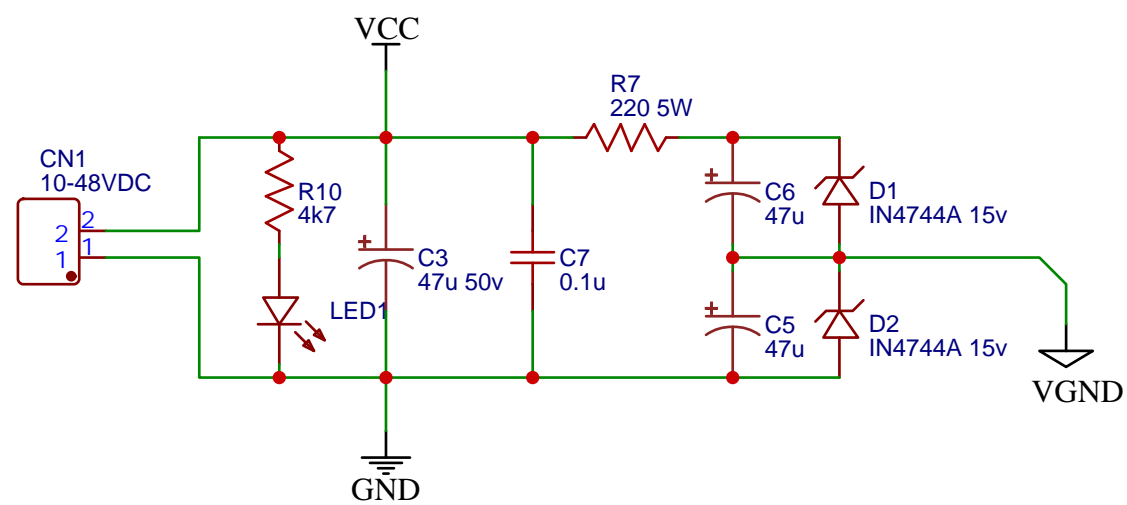 VCC
R7
220 5W
CN1
10-48VDC
2
2
1
1
R10
4k7
LED1
C3
47u 50v
C7
0.1u
C6
47u
D1
IN4744A 15v
C5
47u
D2
IN4744A 15v
VGND
GND